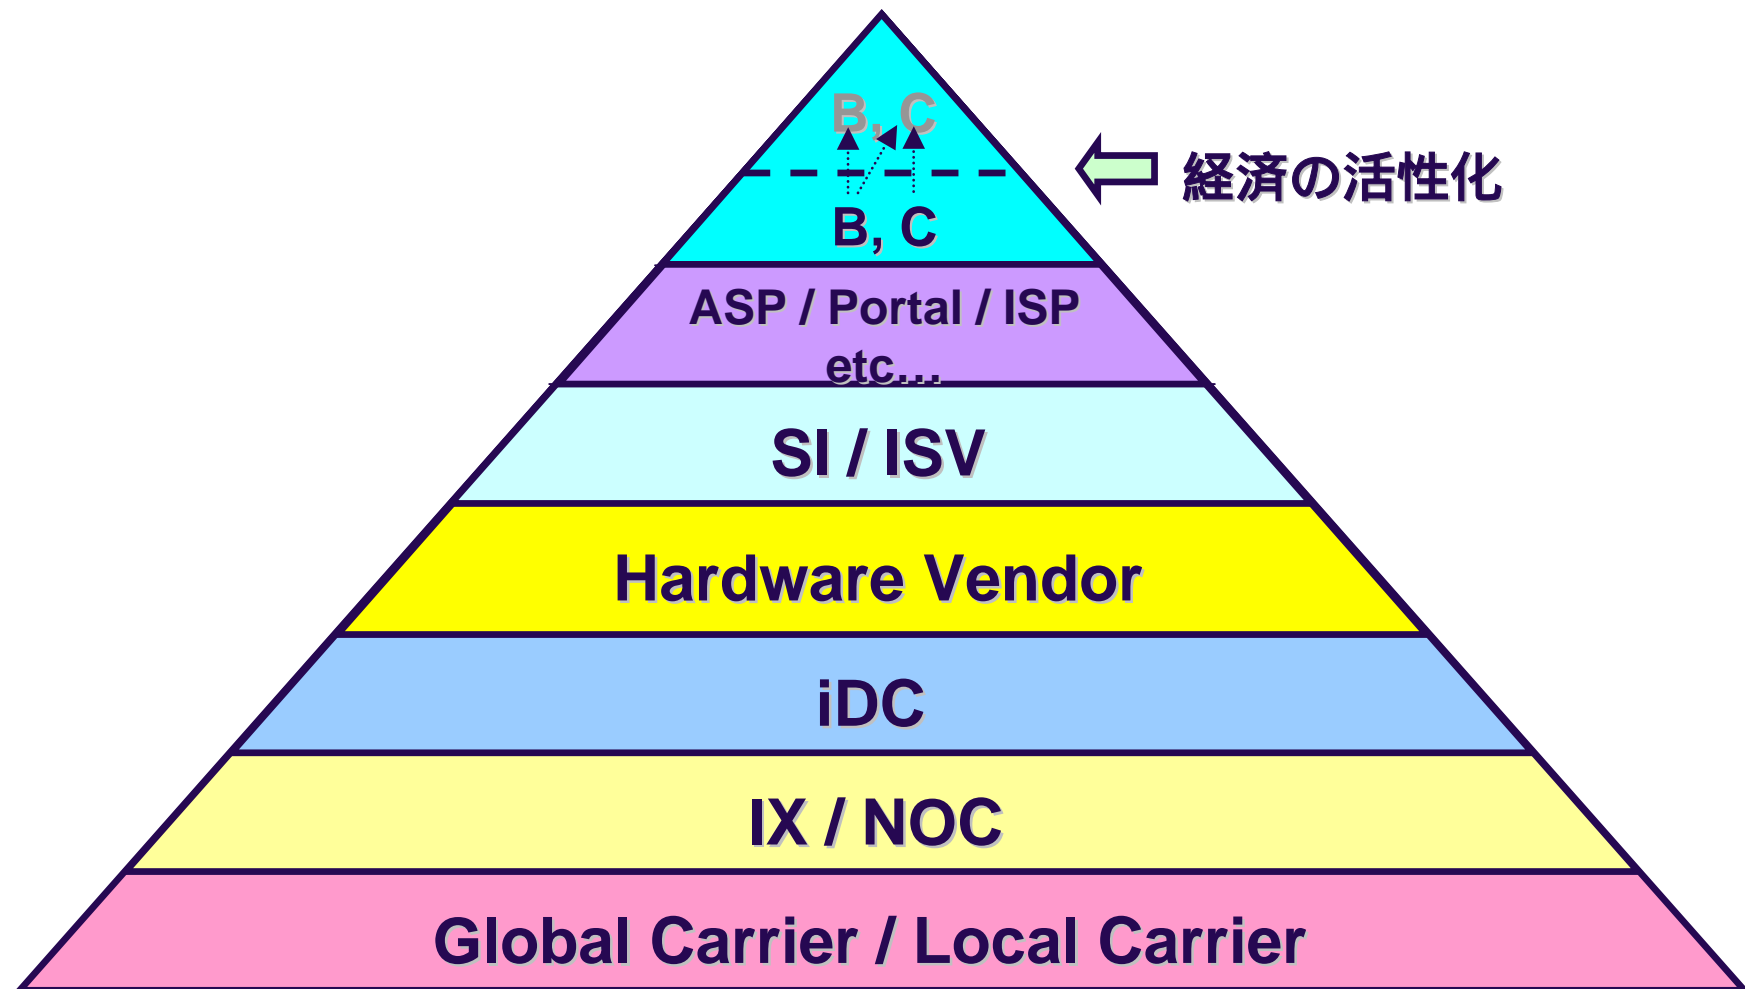 B, C
経済の活性化
B, C
ASP / Portal / ISP
etc…
SI / ISV
Hardware Vendor
iDC
IX / NOC
Global Carrier / Local Carrier